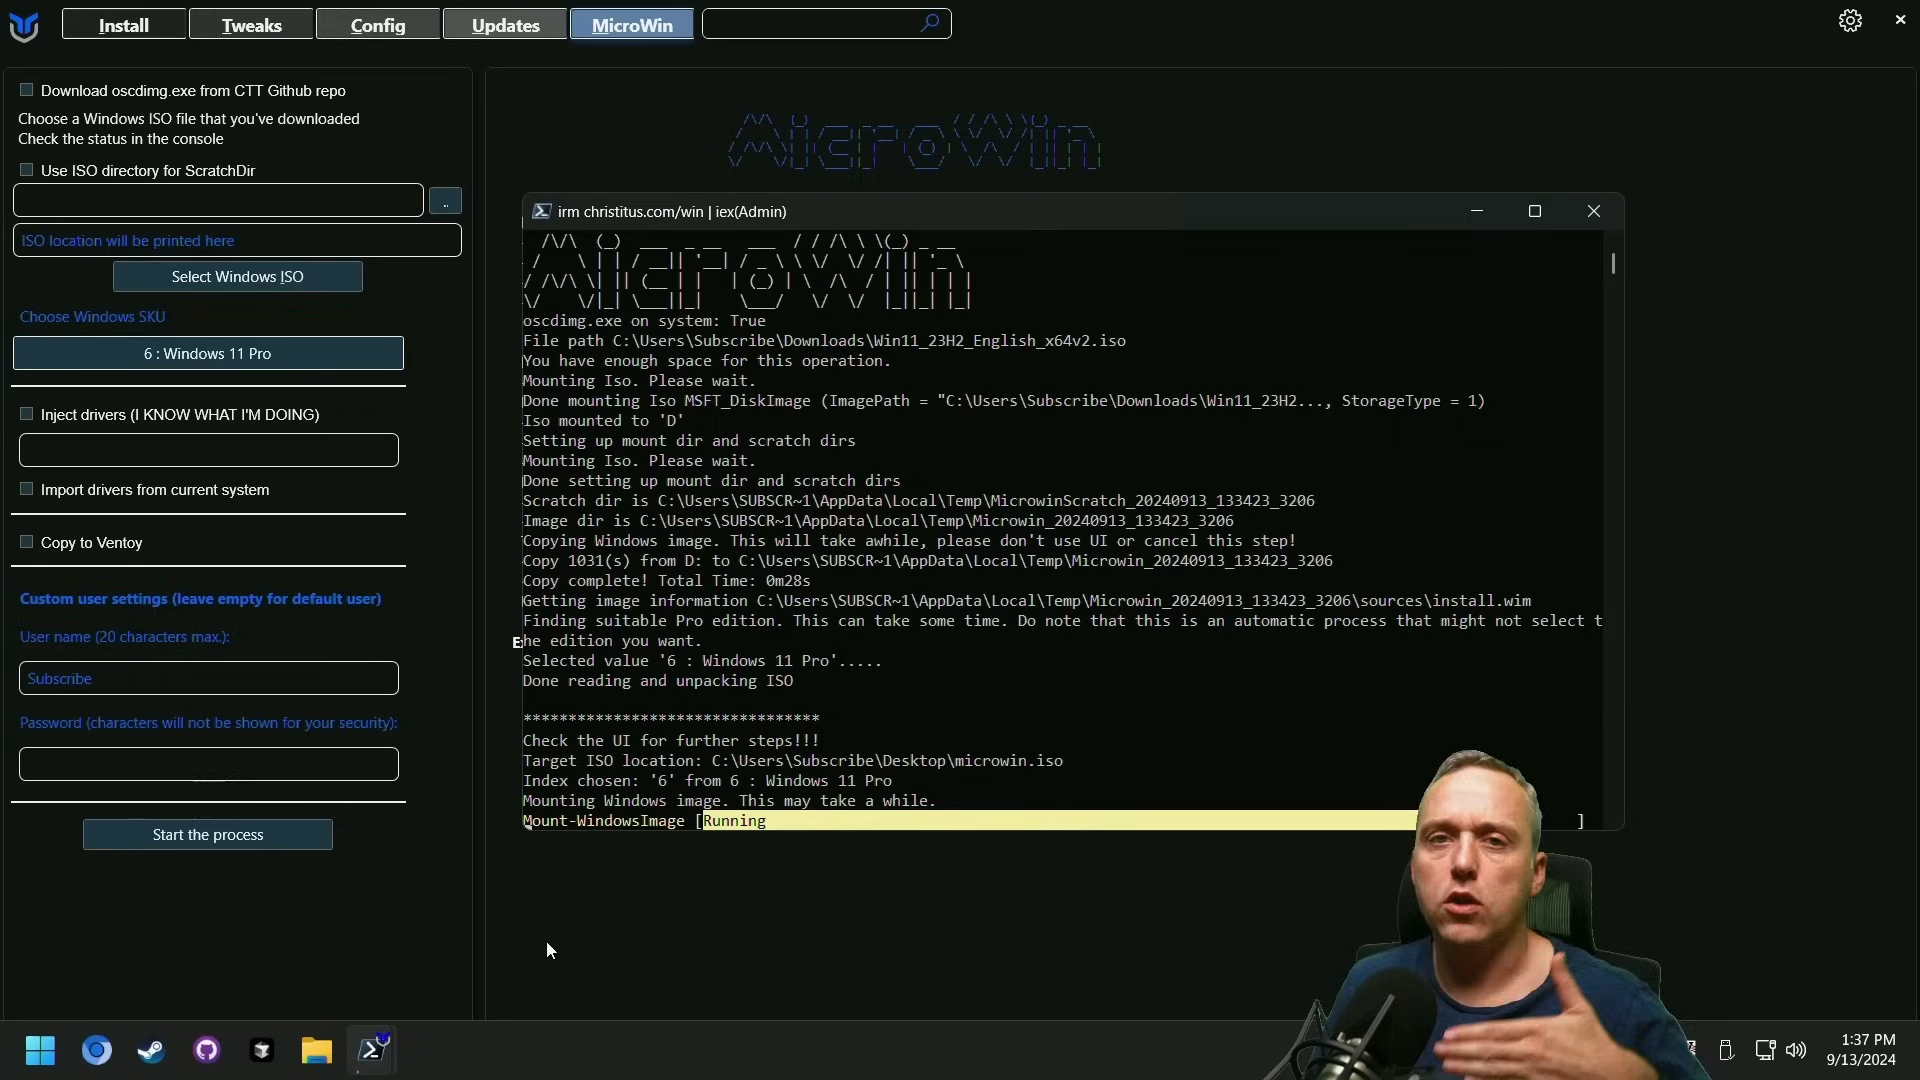 Install
Tweaks
Config
Updates
MicroWin
Download oscdimg.exe from CTT Github repo
Choose a Windows ISO file that you've downloaded
Check the status in the console
Use ISO directory for ScratchDir
..
ISO location will be printed here
Select Windows ISO
Choose Windows SKU
6 : Windows 11 Pro
Inject drivers (I KNOW WHAT I'M DOING)
Import drivers from current system
Copy to Ventoy
Custom user settings (leave empty for default user)
User name (20 characters max.):
Subscribe
Password (characters will not be shown for your security):
Start the process
MicroWin
irm christitus.com/win | iex(Admin)
MicroWin
oscdimg.exe on system: True
File path C:\Users\Subscribe\Downloads\Win11_23H2_English_x64v2.iso
You have enough space for this operation.
Mounting Iso. Please wait.
Done mounting Iso MSFT_DiskImage (ImagePath = "C:\Users\Subscribe\Downloads\Win11_23H2..., StorageType = 1)
Iso mounted to 'D'
Setting up mount dir and scratch dirs
Mounting Iso. Please wait.
Done setting up mount dir and scratch dirs
Scratch dir is C:\Users\SUBSCR~1\AppData\Local\Temp\MicrowinScratch_20240913_133423_3206
Image dir is C:\Users\SUBSCR~1\AppData\Local\Temp\Microwin_20240913_133423_3206
Copying Windows image. This will take awhile, please don't use UI or cancel this step!
Copy 1031(s) from D: to C:\Users\SUBSCR~1\AppData\Local\Temp\Microwin_20240913_133423_3206
Copy complete! Total Time: 0m28s
Getting image information C:\Users\SUBSCR~1\AppData\Local\Temp\Microwin_20240913_133423_3206\sources\install.wim
Finding suitable Pro edition. This can take some time. Do note that this is an automatic process that might not select t
he edition you want.
Selected value '6 : Windows 11 Pro'.....
Done reading and unpacking ISO
*********************************
Check the UI for further steps!!!
Target ISO location: C:\Users\Subscribe\Desktop\microwin.iso
Index chosen: '6' from 6 : Windows 11 Pro
Mounting Windows image. This may take a while.
Mount-WindowsImage [Running ]
1:37 PM
9/13/2024